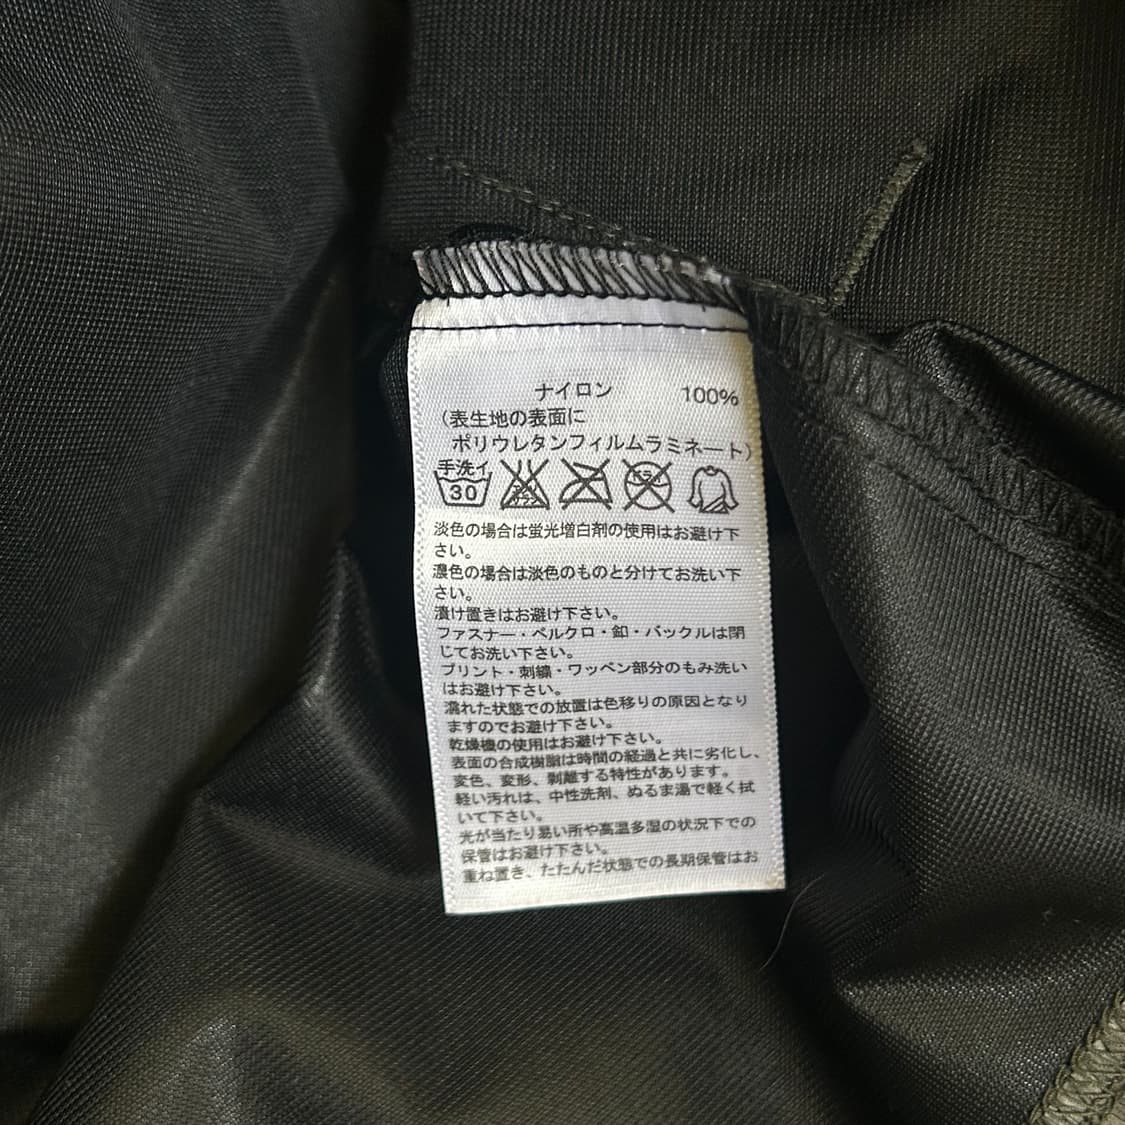 ナイロン 100%
（表生地の表面に
ポリウレタンフィルムラミネート）
手洗イ
30
淡色の場合は蛍光増白剤の使用はお避け下
さい。
濃色の場合は淡色のものと分けてお洗い下
さい。
漬け置きはお避け下さい。
ファスナー・ベルクロ・釦・バックルは閉
じてお洗い下さい。
プリント・刺繍・ワッペン部分のもみ洗い
はお避け下さい。
濡れた状態での放置は色移りの原因となり
ますのでお避け下さい。
乾燥機の使用はお避け下さい。
表面の合成樹脂は時間の経過と共に劣化し、
変色、変形、剥離する特性があります。
軽い汚れは、中性洗剤、ぬるま湯で軽く拭
いて下さい。
光が当たり易い所や高温多湿の状況下での
保管はお避け下さい。
重ね置き、たたんだ状態での長期保管はお